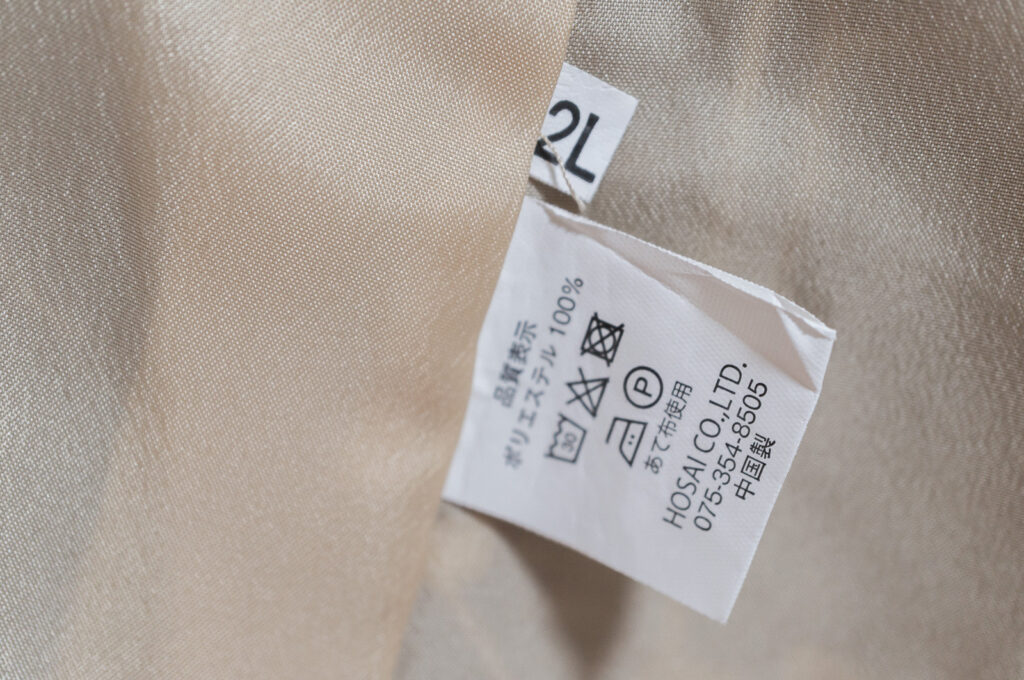 2L
品質表示
ポリエステル 100%
30
P
あて布使用
HOSAI CO.,LTD.
075-354-8505
中国製